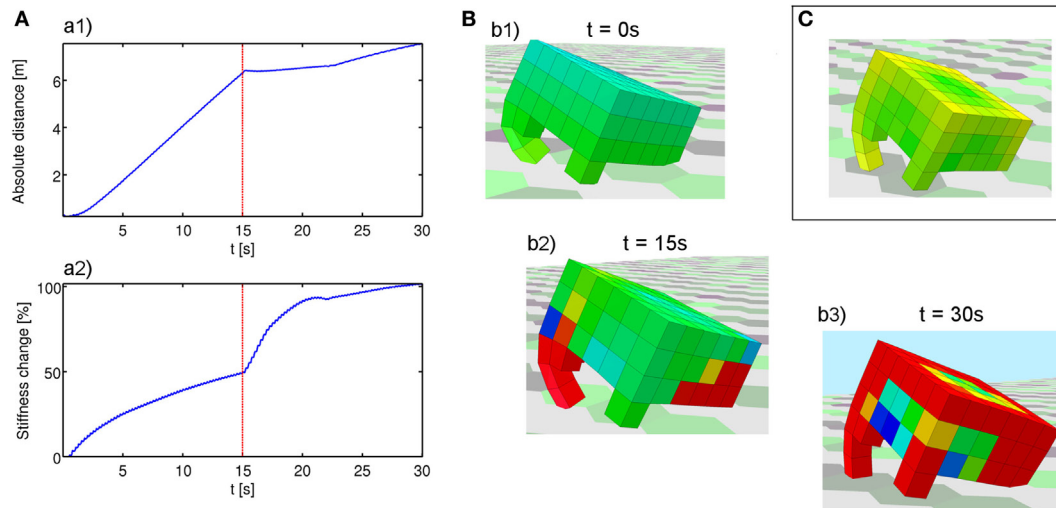 A
a1)
Absolute distance [m]
6
4
2
5 10 15 20 25 30
t [s]
a2)
Stiffness change [%]
100
50
0
5 10 15 20 25 30
t [s]
B
b1) t = 0s
b2) t = 15s
C
b3) t = 30s